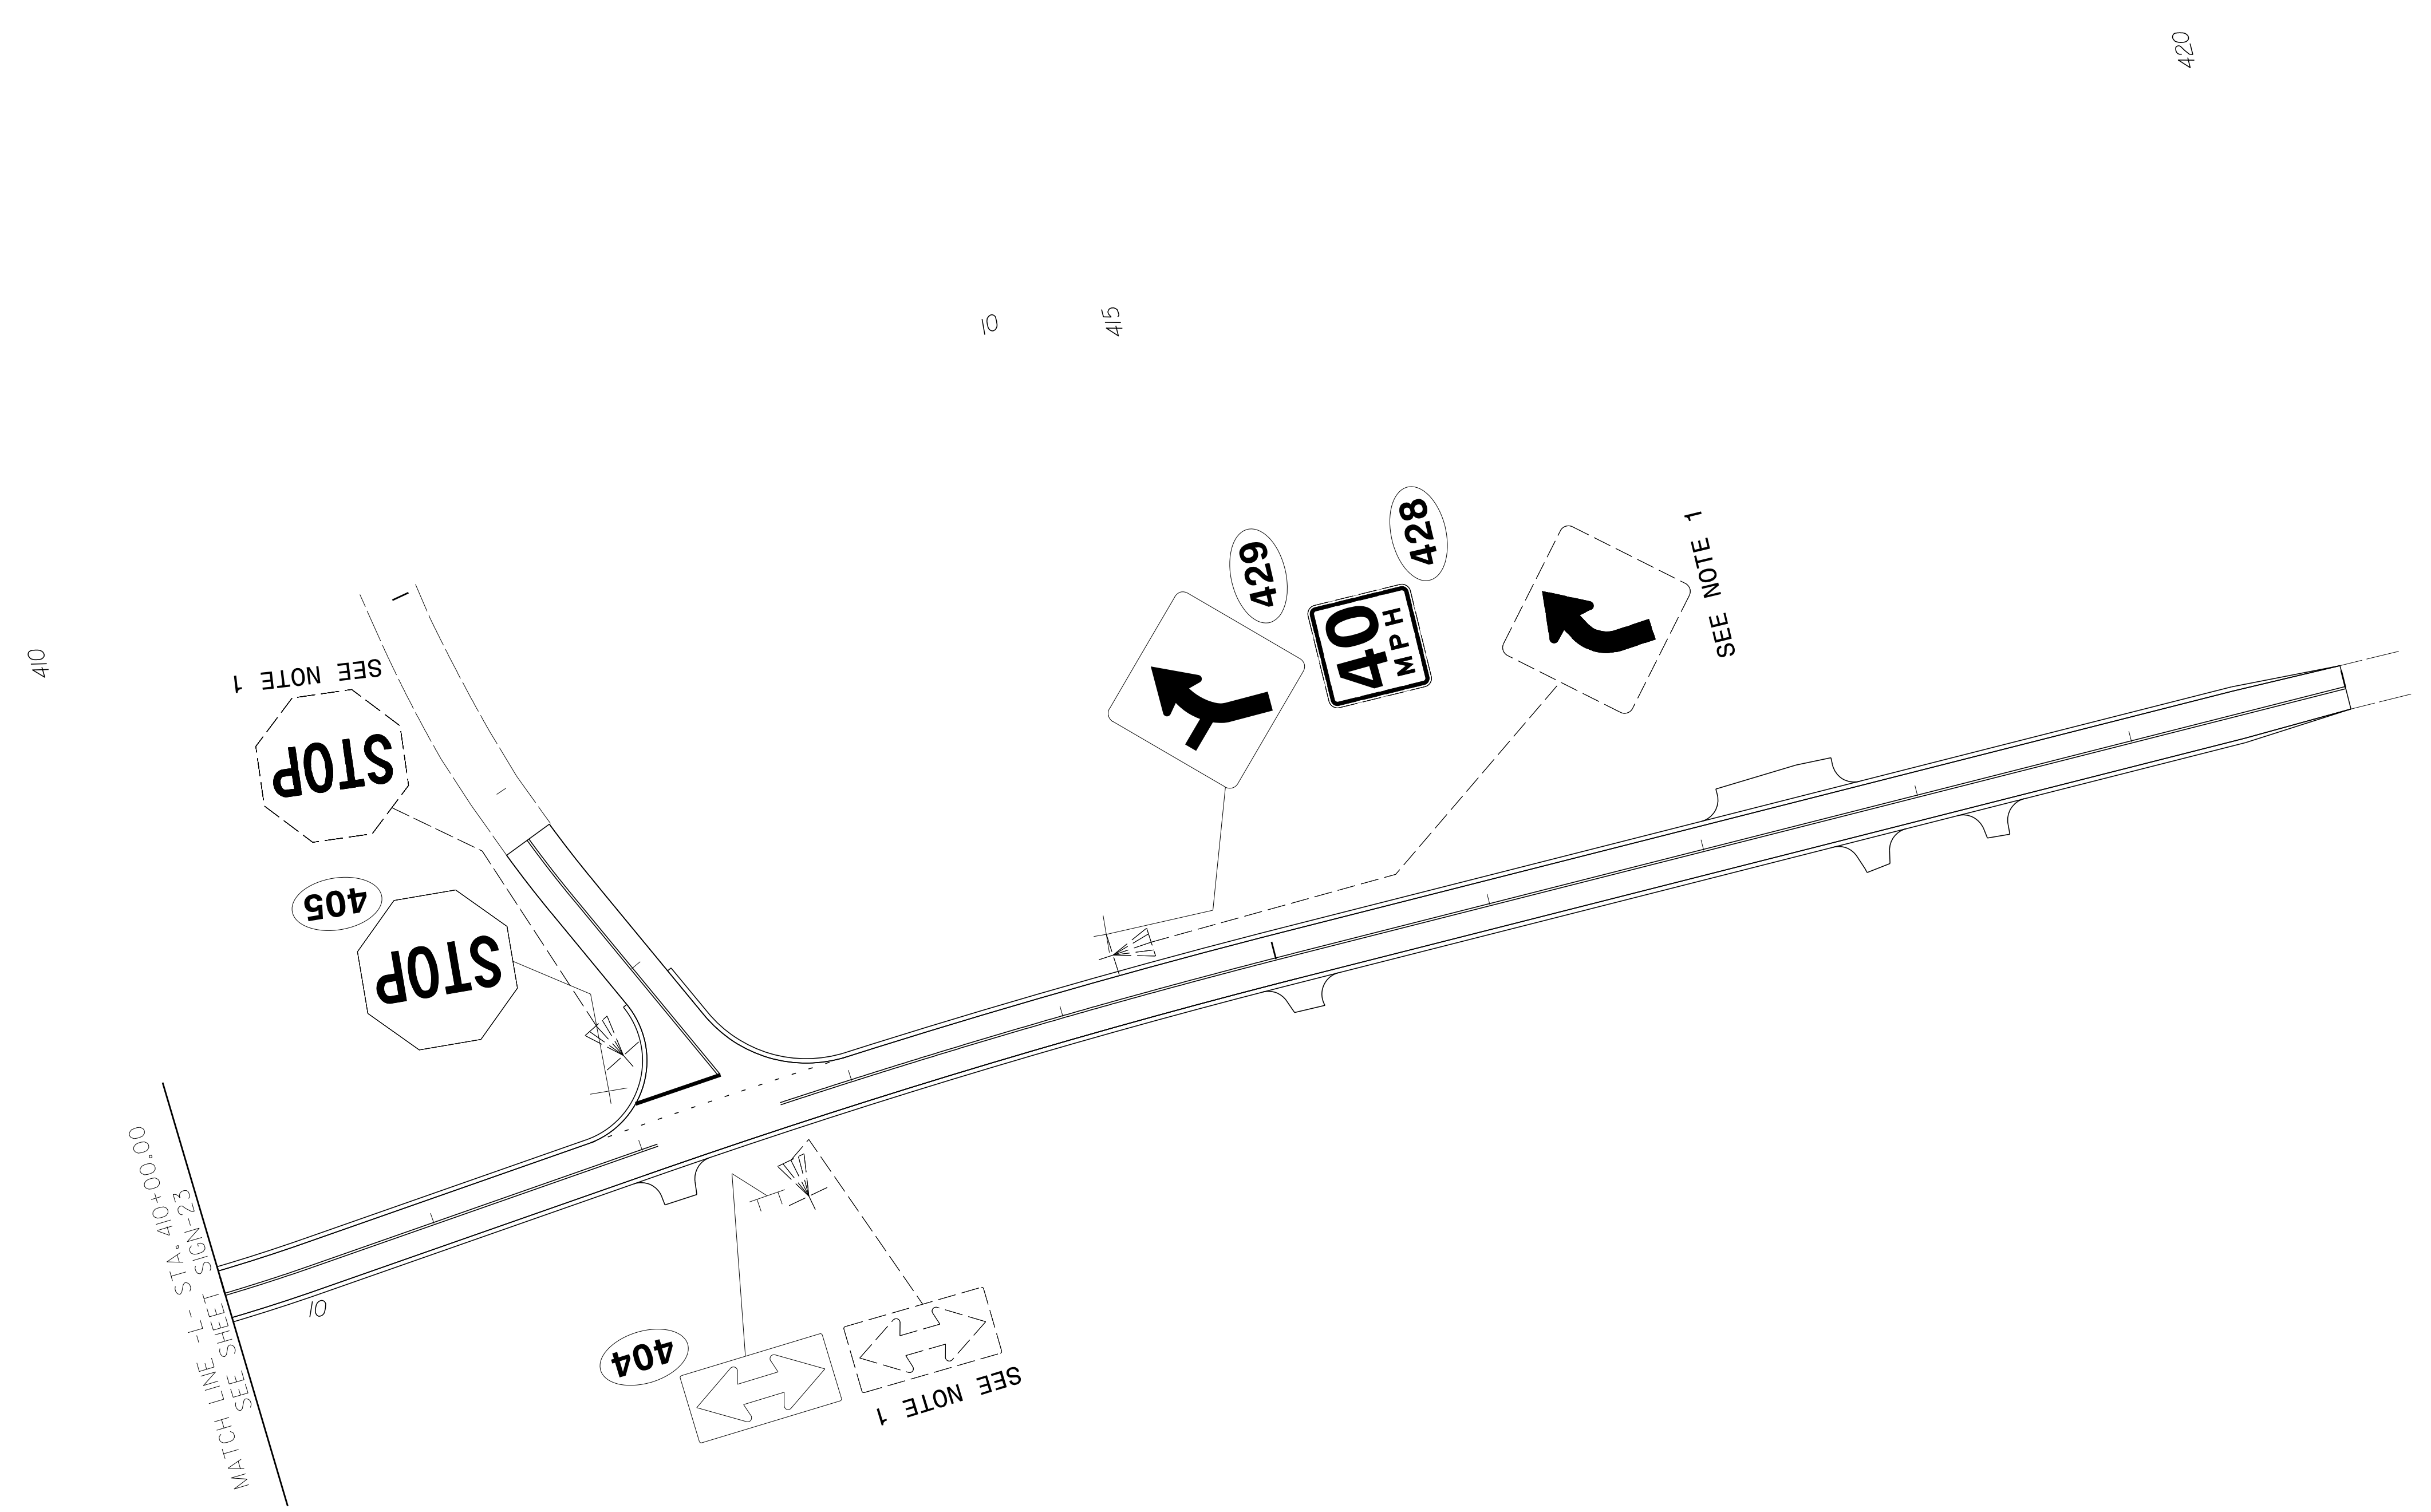 420
10
415
410
429
428
40
MPH
SEE NOTE 1
SEE NOTE 1
STOP
405
STOP
MATCH LINE -L- STA. 410+00.00
SEE SHEET SIGN-23
10
404
SEE NOTE 1